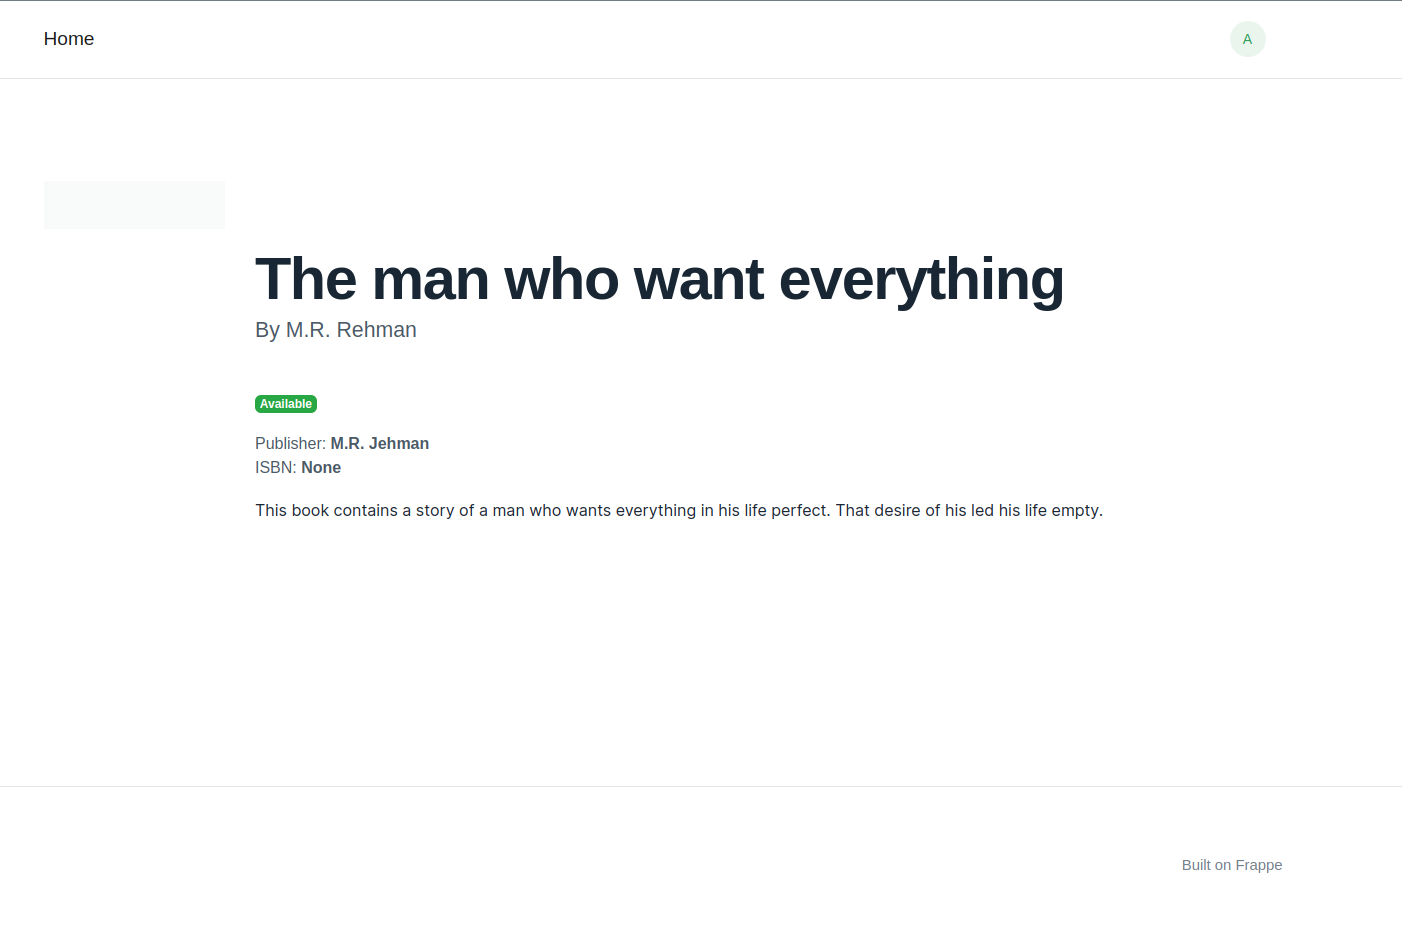 Home
A
The man who want everything
By M.R. Rehman
Available
Publisher: M.R. Jehman
ISBN: None
This book contains a story of a man who wants everything in his life perfect. That desire of his led his life empty.
Built on Frappe